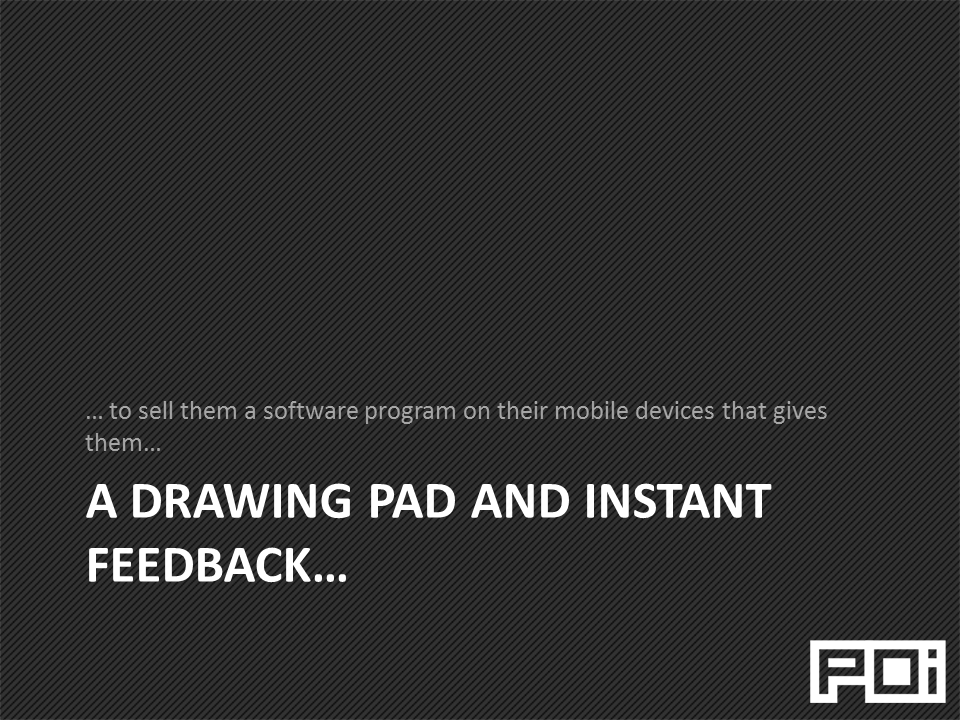 ... to sell them a software program on their mobile devices that gives
them...
A DRAWING PAD AND INSTANT
FEEDBACK...
POi